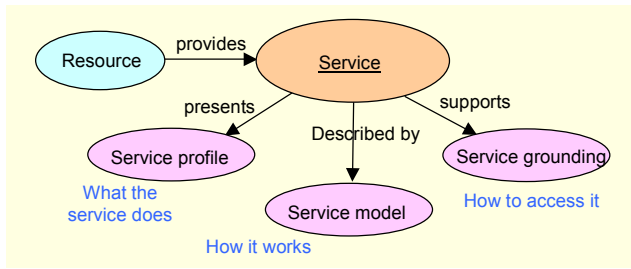 provides
Resource
Service
presents
supports
Described by
Service profile
Service grounding
What the
service does
How to access it
Service model
How it works